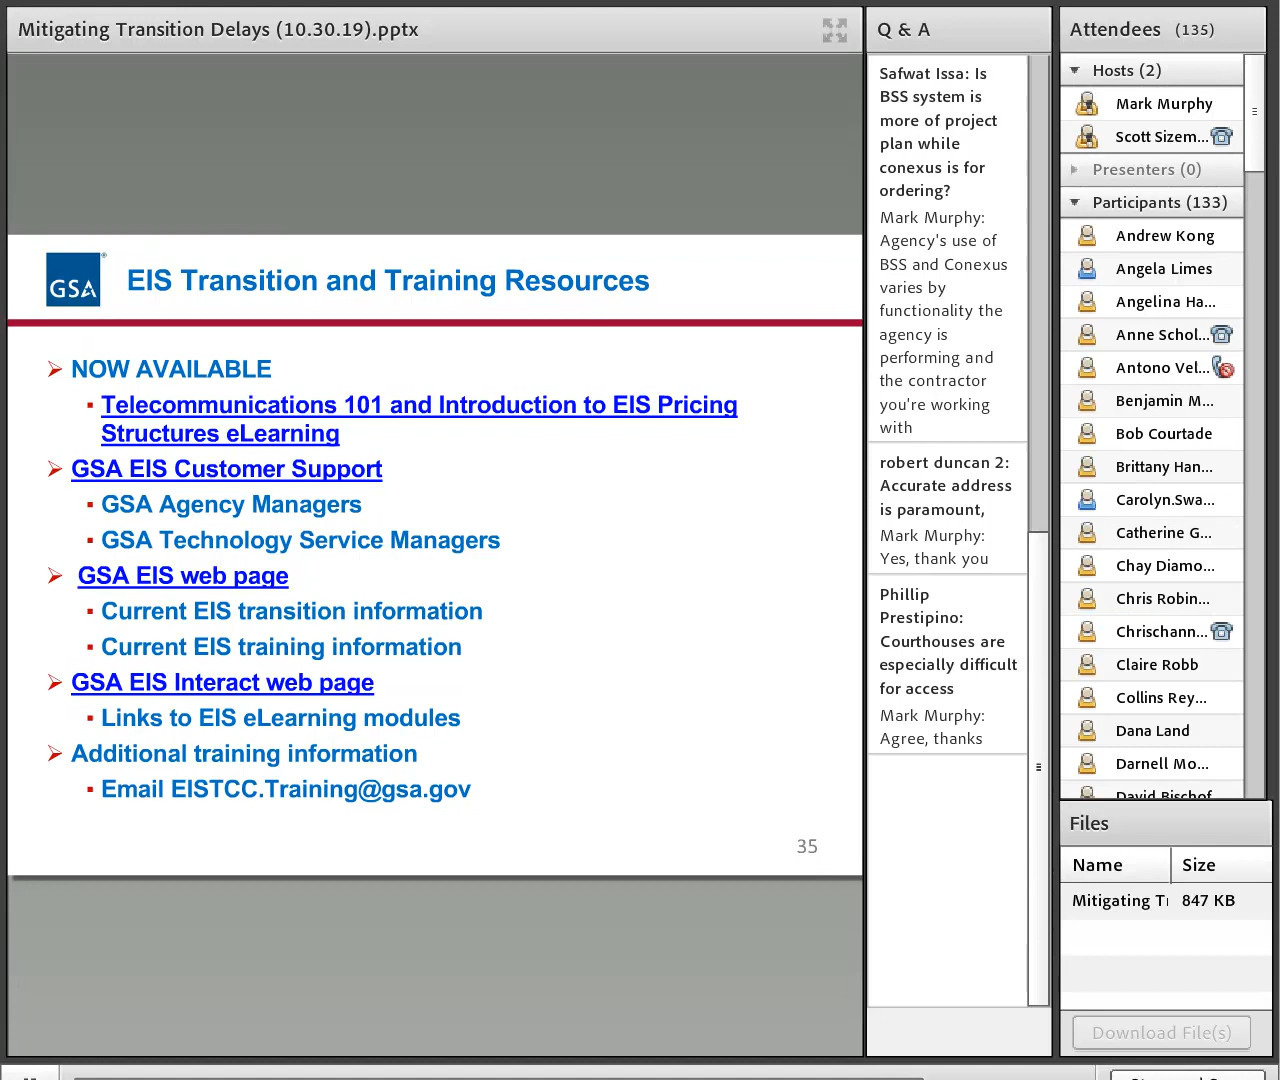 Mitigating Transition Delays (10.30.19).pptx
GSA
®
EIS Transition and Training Resources
NOW AVAILABLE
Telecommunications 101 and Introduction to EIS Pricing
Structures eLearning
GSA EIS Customer Support
GSA Agency Managers
GSA Technology Service Managers
GSA EIS web page
Current EIS transition information
Current EIS training information
GSA EIS Interact web page
Links to EIS eLearning modules
Additional training information
Email EISTCC.Training@gsa.gov
35
Q & A
Safwat Issa: Is
BSS system is
more of project
plan while
conexus is for
ordering?
Mark Murphy:
Agency's use of
BSS and Conexus
varies by
functionality the
agency is
performing and
the contractor
you're working
with
robert duncan 2:
Accurate address
is paramount,
Mark Murphy:
Yes, thank you
Phillip
Prestipino:
Courthouses are
especially difficult
for access
Mark Murphy:
Agree, thanks
Attendees (135)
Hosts (2)
Mark Murphy
Scott Sizem...
Presenters (0)
Participants (133)
Andrew Kong
Angela Limes
Angelina Ha...
Anne Schol...
Antono Vel...
Benjamin M...
Bob Courtade
Brittany Han...
Carolyn.Swa...
Catherine G...
Chay Diamo...
Chris Robin...
Chrischann...
Claire Robb
Collins Rey...
Dana Land
Darnell Mo...
David Bischof
Files
Name Size
Mitigating 847 KB
Download File(s)